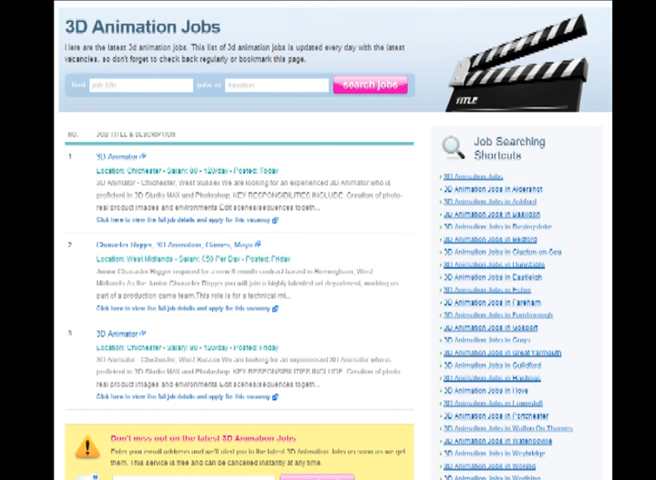 3D Animation Jobs
Here are the latest 3d animation jobs. This list of 3d animation jobs is updated every day with the latest
vacancies, so don't forget to check back regularly or bookmark this page.
find job title jobs in location search jobs
TITLE
NO. JOB TITLE & DESCRIPTION
1 3D Animator
Location: Chichester - Salary: 90 - 120/day - Posted: Today
3D Animator - Chichester, West Sussex We are looking for an experienced 3D Animator who is
proficient in 3D Studio MAX and Photoshop. KEY RESPONSIBILITIES INCLUDE. Creation of photo-
real product images and environments Edit scenes/sequences togeth...
Click here to view the full job details and apply for this vacancy
2 Character Rigger, 3D Animation, Games, Maya
Location: West Midlands - Salary: £50 Per Day - Posted: Friday
Junior Character Rigger required for a new 6 month contract based in Birmingham, West
Midlands As the Junior Character Rigger you will join a highly talented art department, working as
part of a production game team.This role is for a technical mi...
Click here to view the full job details and apply for this vacancy
3 3D Animator
Location: Chichester - Salary: 90 - 120/day - Posted: Friday
3D Animator - Chichester, West Sussex We are looking for an experienced 3D Animator who is
proficient in 3D Studio MAX and Photoshop. KEY RESPONSIBILITIES INCLUDE. Creation of photo-
real product images and environments Edit scenes/sequences togeth...
Click here to view the full job details and apply for this vacancy
Don't miss out on the latest 3D Animation Jobs
Enter your email address and we'll alert you to the latest 3D Animation Jobs as soon as we get
them. This service is free and can be cancelled instantly at any time.
Job Searching
Shortcuts
3D Animation Jobs
3D Animation Jobs in Aldershot
3D Animation Jobs in Ashford
3D Animation Jobs in Basildon
3D Animation Jobs in Basingstoke
3D Animation Jobs in Bedford
3D Animation Jobs in Clacton-on-Sea
3D Animation Jobs in Dunstable
3D Animation Jobs in Eastleigh
3D Animation Jobs in
3D Animation Jobs in Fareham
3D Animation Jobs in Farnborough
3D Animation Jobs in Gosport
3D Animation Jobs in Grays
3D Animation Jobs in Great Yarmouth
3D Animation Jobs in Guildford
3D Animation Jobs in Hastings
3D Animation Jobs in Hove
3D Animation Jobs in Lowestoft
3D Animation Jobs in Portchester
3D Animation Jobs in Walton On Thames
3D Animation Jobs in Waterlooville
3D Animation Jobs in Weybridge
3D Animation Jobs in Woking
3D Animation Jobs in Worthing